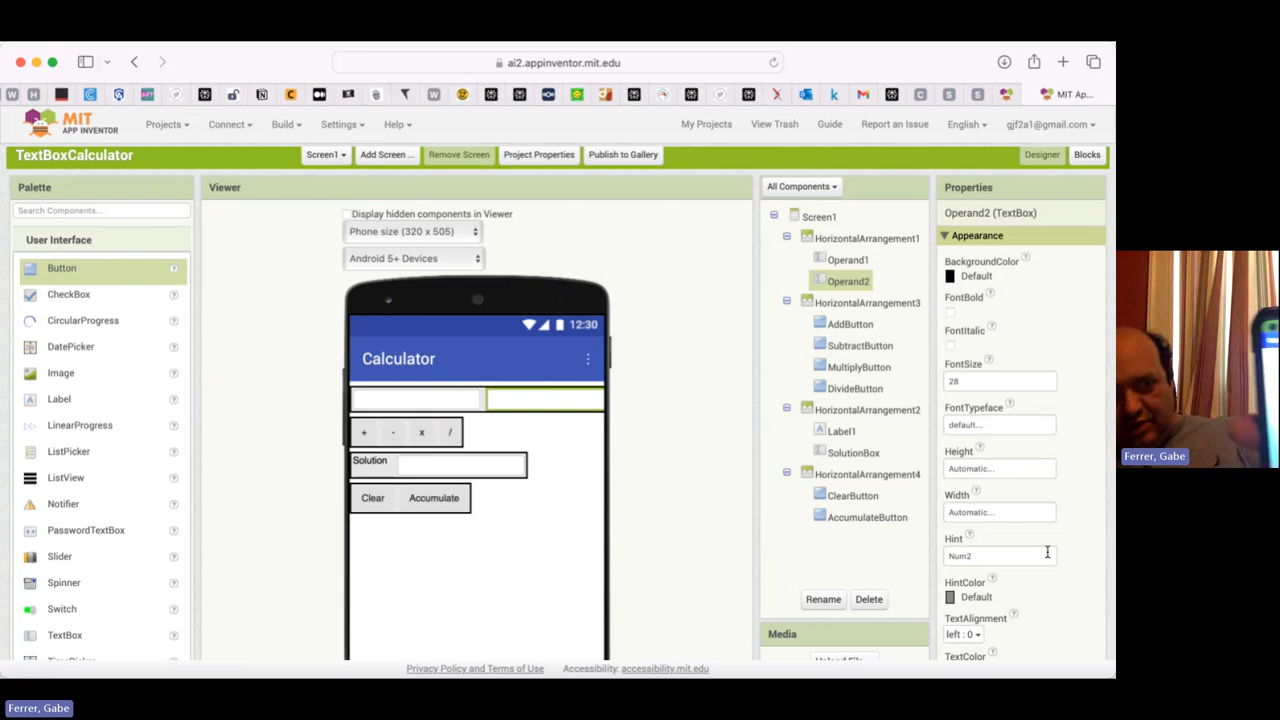 ai2.appinventor.mit.edu
MIT Ap...
MIT
APP INVENTOR
Projects
Connect
Build
Settings
Help
My Projects
View Trash
Guide
Report an Issue
English
gjf2a1@gmail.com
TextBoxCalculator
Screen1
Add Screen ...
Remove Screen
Project Properties
Publish to Gallery
Designer
Blocks
Palette
Search Components...
User Interface
Button
CheckBox
CircularProgress
DatePicker
Image
Label
LinearProgress
ListPicker
ListView
Notifier
PasswordTextBox
Slider
Spinner
Switch
TextBox
Viewer
Display hidden components in Viewer
Phone size (320 x 505)
Android 5+ Devices
12:30
Calculator
+ - x /
Solution
Clear Accumulate
All Components
Screen1
HorizontalArrangement1
Operand1
Operand2
HorizontalArrangement3
AddButton
SubtractButton
MultiplyButton
DivideButton
HorizontalArrangement2
Label1
SolutionBox
HorizontalArrangement4
ClearButton
AccumulateButton
Rename
Delete
Media
Properties
Operand2 (TextBox)
Appearance
BackgroundColor
Default
FontBold
FontItalic
FontSize
28
FontTypeface
default...
Height
Automatic...
Width
Automatic...
Hint
Num2
HintColor
Default
TextAlignment
left : 0
TextColor
Privacy Policy and Terms of Use
Accessibility: accessibility.mit.edu
Ferrer, Gabe
Ferrer, Gabe